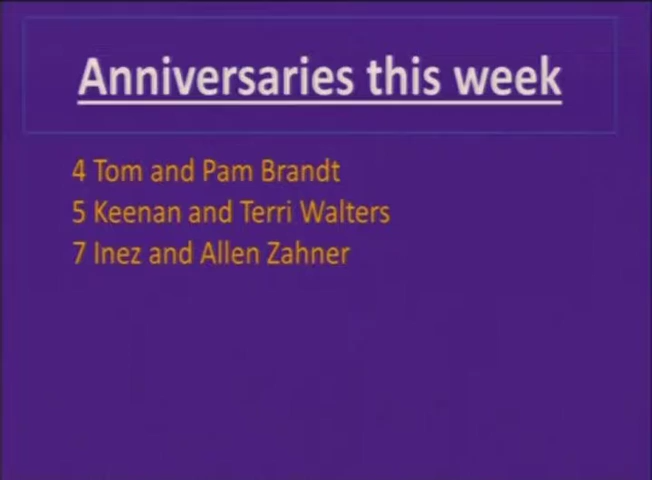 Anniversaries this week
4 Tom and Pam Brandt
5 Keenan and Terri Walters
7 Inez and Allen Zahner